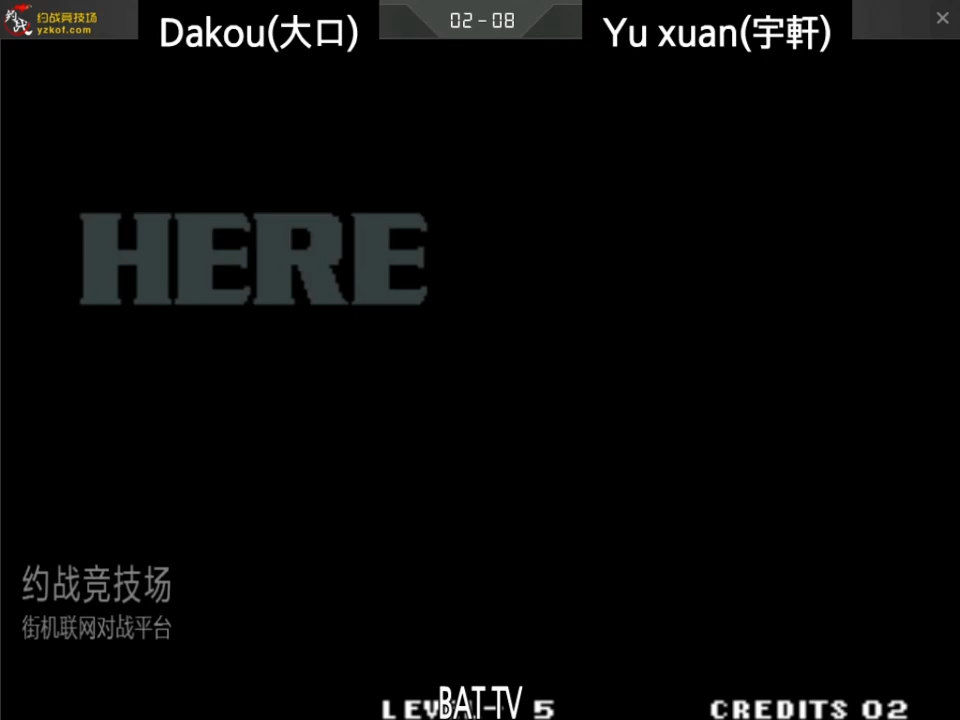 约战竞技场
yzkof.com
Dakou(大口)
02-08
Yu xuan(宇軒)
HERE
约战竞技场
街机联网对战平台
BAT-TV
5
CREDITS 02